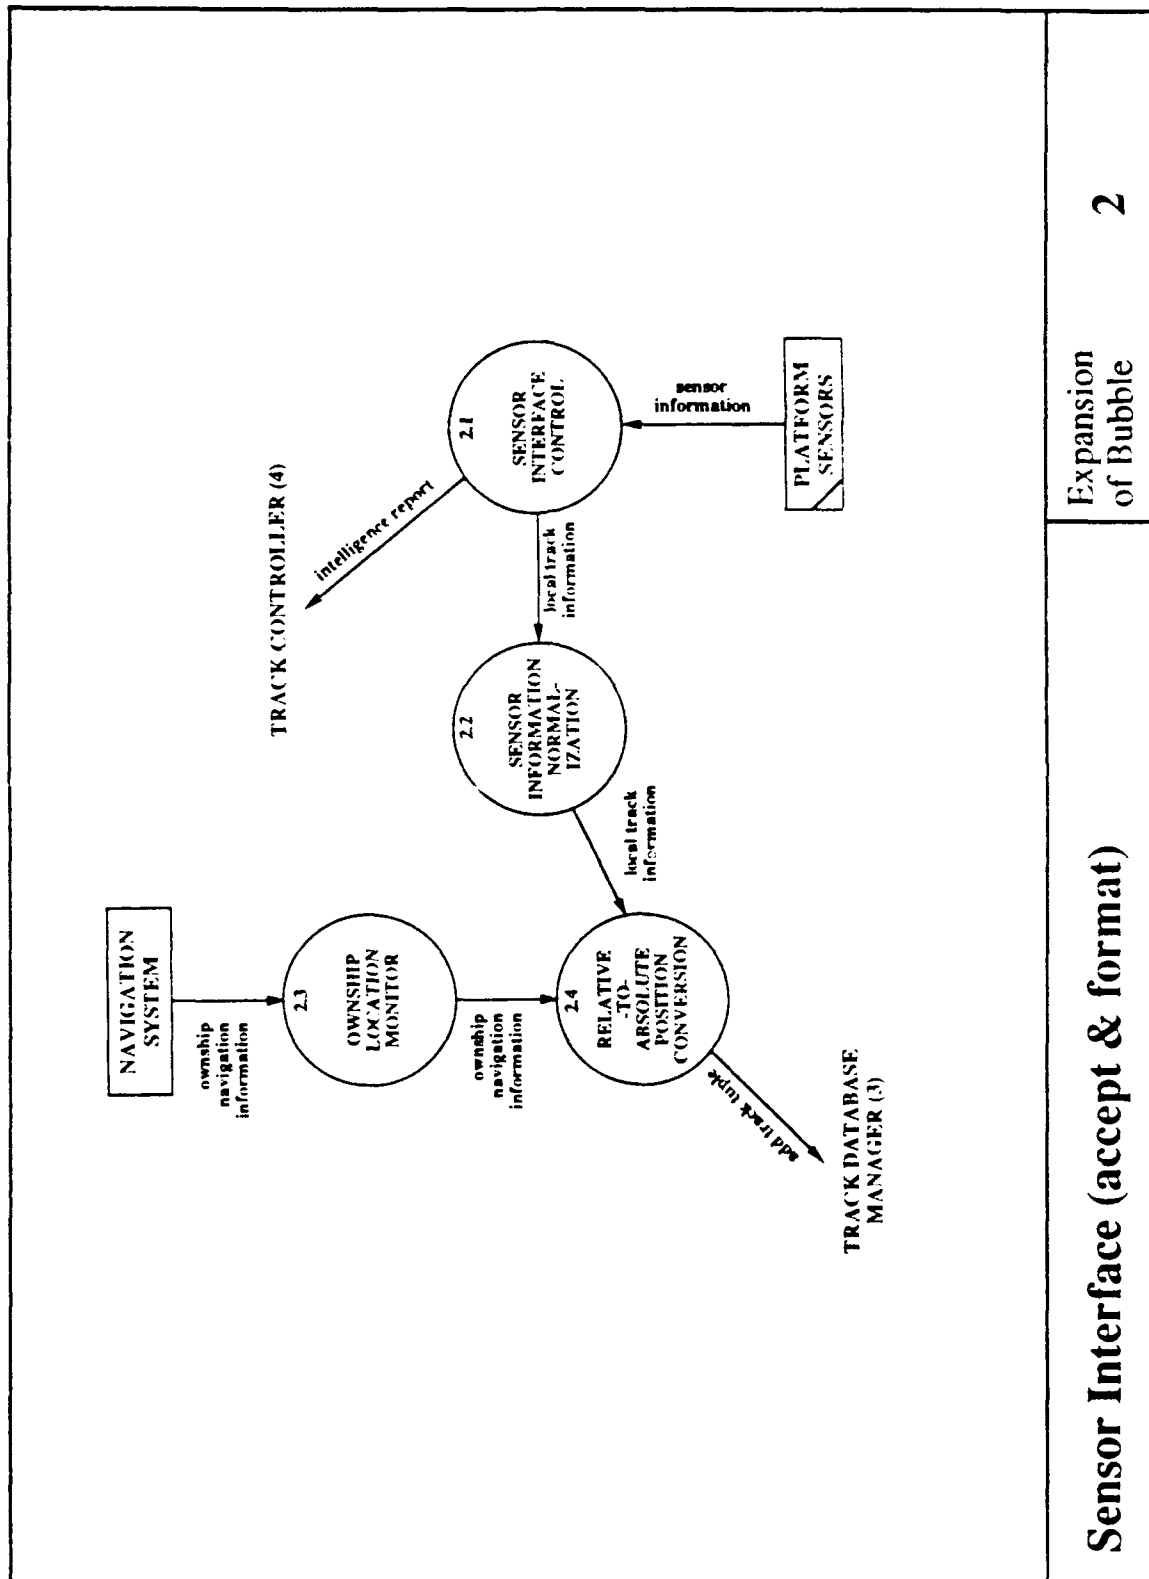 NAVIGATION
SYSTEM
ownship
navigation
information
2.3
OWNSHIP
LOCATION
MONITOR
ownship
navigation
information
2.4
RELATIVE
-TO-
ABSOLUTE
POSITION
CONVERSION
add track tuple
TRACK DATABASE
MANAGER (3)
local track
information
2.2
SENSOR
INFORMATION
NORMAL-
IZATION
local track
information
TRACK CONTROLLER (4)
intelligence report
2.1
SENSOR
INTERFACE
CONTROL
sensor
information
PLATFORM
SENSORS
Sensor Interface (accept & format)
Expansion
of Bubble
2